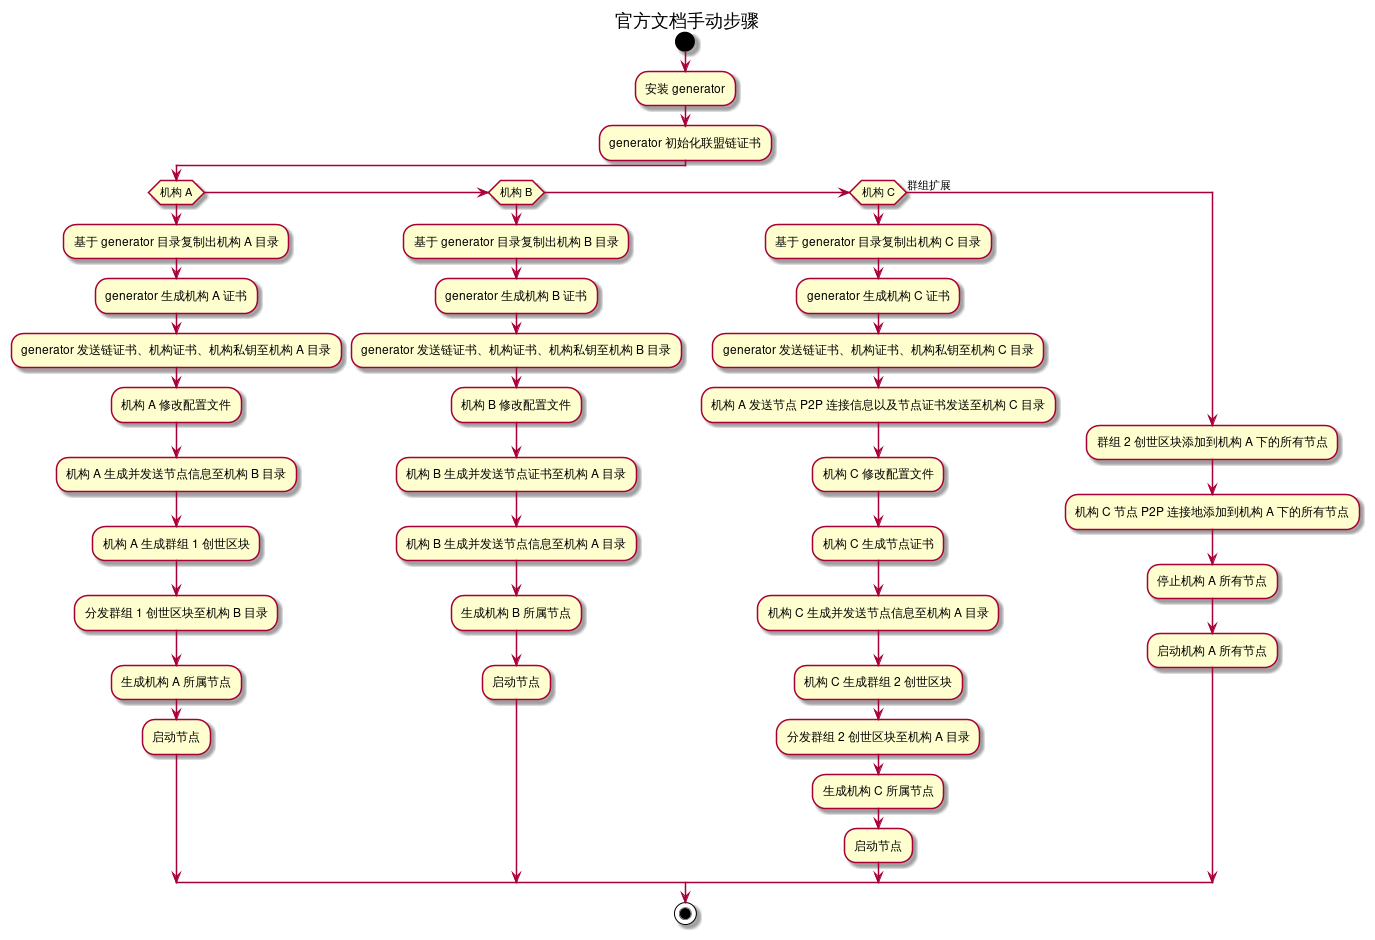 官方文档手动步骤
安装 generator
generator 初始化联盟链证书
机构 A
基于 generator 目录复制出机构 A 目录
generator 生成机构 A 证书
generator 发送链证书、机构证书、机构私钥至机构 A 目录
机构 A 修改配置文件
机构 A 生成并发送节点信息至机构 B 目录
机构 A 生成群组 1 创世区块
分发群组 1 创世区块至机构 B 目录
生成机构 A 所属节点
启动节点
机构 B
基于 generator 目录复制出机构 B 目录
generator 生成机构 B 证书
generator 发送链证书、机构证书、机构私钥至机构 B 目录
机构 B 修改配置文件
机构 B 生成并发送节点证书至机构 A 目录
机构 B 生成并发送节点信息至机构 A 目录
生成机构 B 所属节点
启动节点
机构 C
基于 generator 目录复制出机构 C 目录
generator 生成机构 C 证书
generator 发送链证书、机构证书、机构私钥至机构 C 目录
机构 A 发送节点 P2P 连接信息以及节点证书发送至机构 C 目录
机构 C 修改配置文件
机构 C 生成节点证书
机构 C 生成并发送节点信息至机构 A 目录
机构 C 生成群组 2 创世区块
分发群组 2 创世区块至机构 A 目录
生成机构 C 所属节点
启动节点
群组扩展
群组 2 创世区块添加到机构 A 下的所有节点
机构 C 节点 P2P 连接地添加到机构 A 下的所有节点
停止机构 A 所有节点
启动机构 A 所有节点